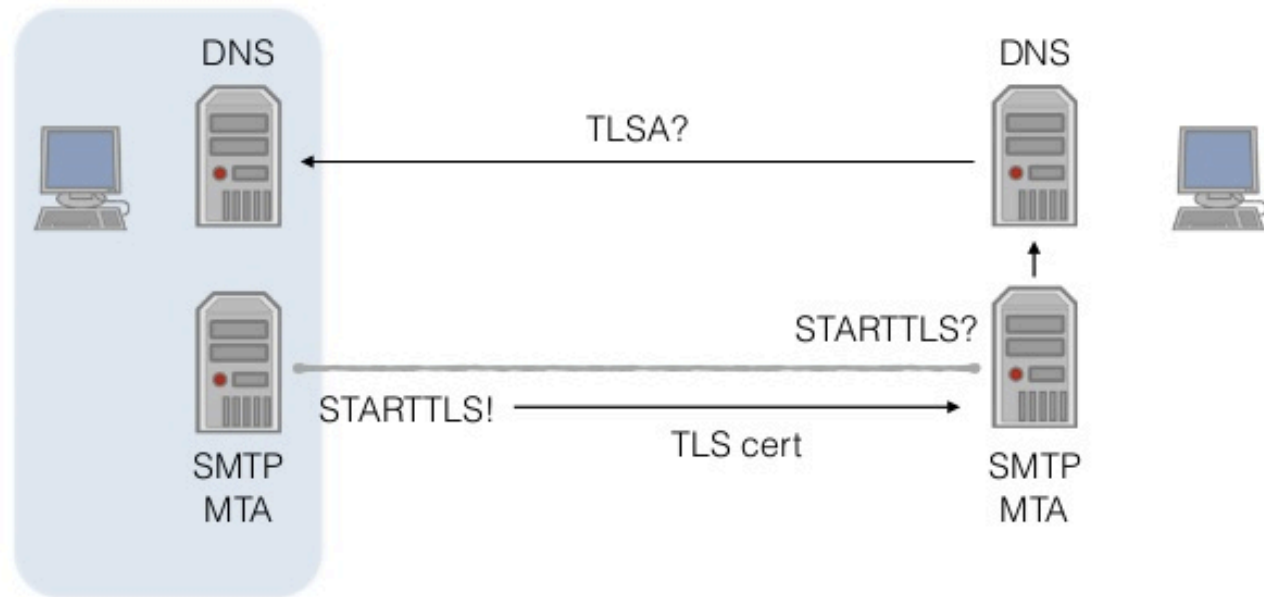 DNS
DNS
TLSA?
STARTTLS?
STARTTLS!
TLS cert
SMTP
MTA
SMTP
MTA